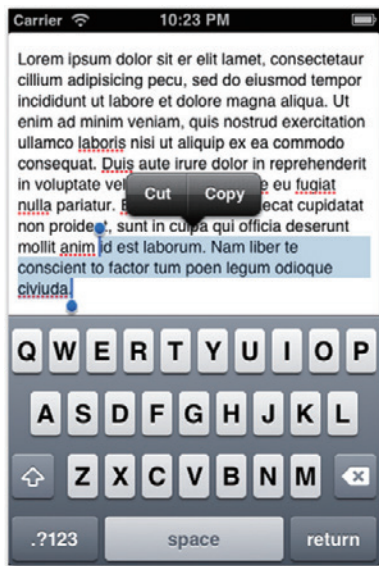 Carrier 10:23 PM
Lorem ipsum dolor sit er elit lamet, consectetaur
cillium adipisicing pecu, sed do eiusmod tempor
incididunt ut labore et dolore magna aliqua. Ut
enim ad minim veniam, quis nostrud exercitation
ullamco laboris nisi ut aliquip ex ea commodo
consequat. Duis aute irure dolor in reprehenderit
in voluptate eu fugiat
Cut Copy
nulla pariatur. cupidatat
non sunt in culpa qui officia deserunt
mollit anim id est laborum. Nam liber te
conscient to factor tum poen legum odioque
civiuda.
Q W E R T Y U I O P
A S D F G H J K L
Z X C V B N M
.?123 space return